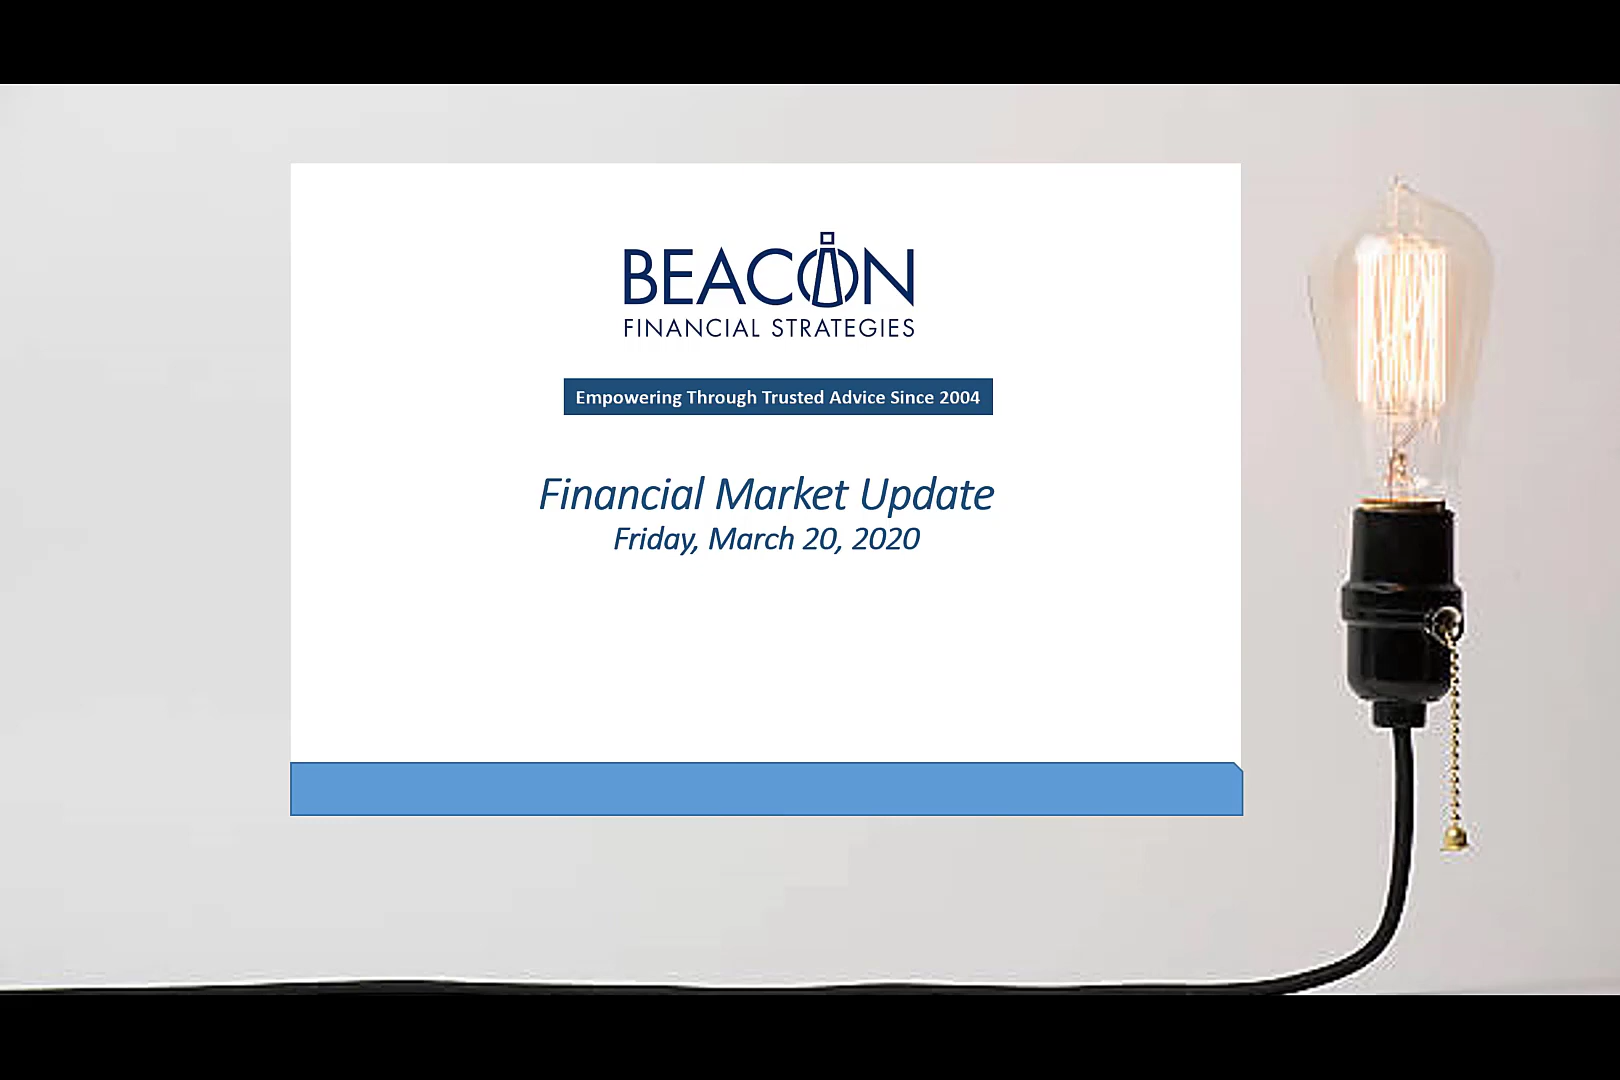 BEACON
FINANCIAL STRATEGIES
Empowering Through Trusted Advice Since 2004
Financial Market Update
Friday, March 20, 2020